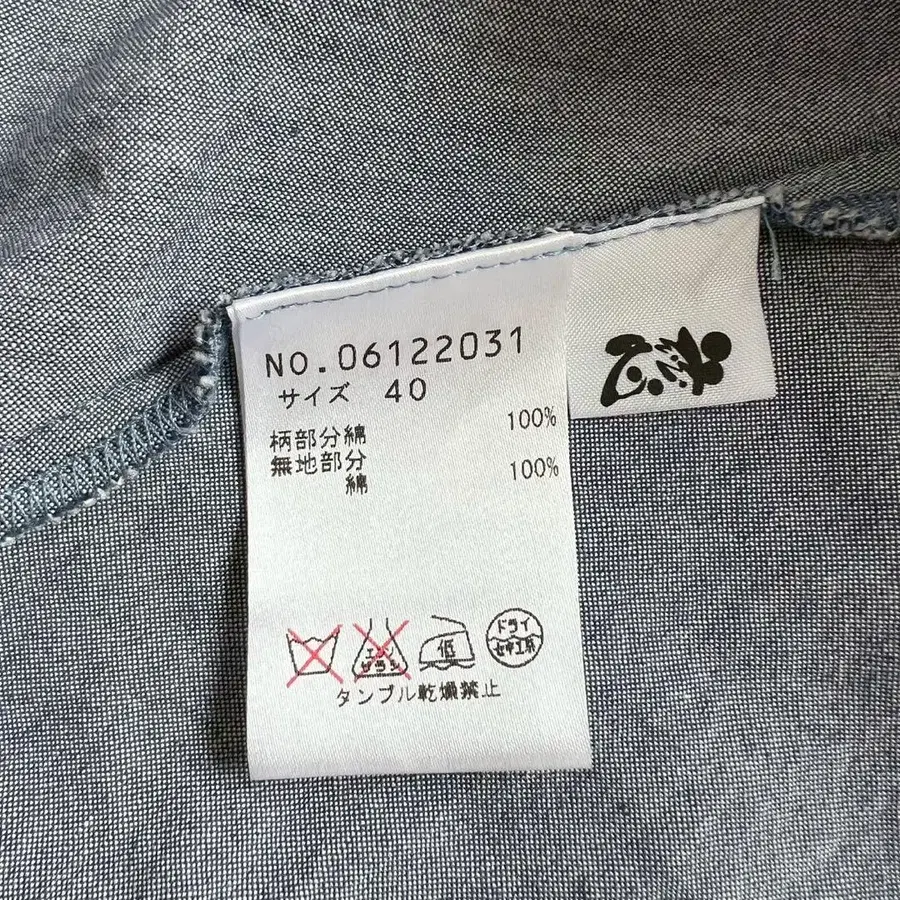 NO.06122031
サイズ 40
柄部分綿 100%
無地部分
綿 100%
エンソサラシ
低
ドライ
セキユ系
タンブル乾燥禁止